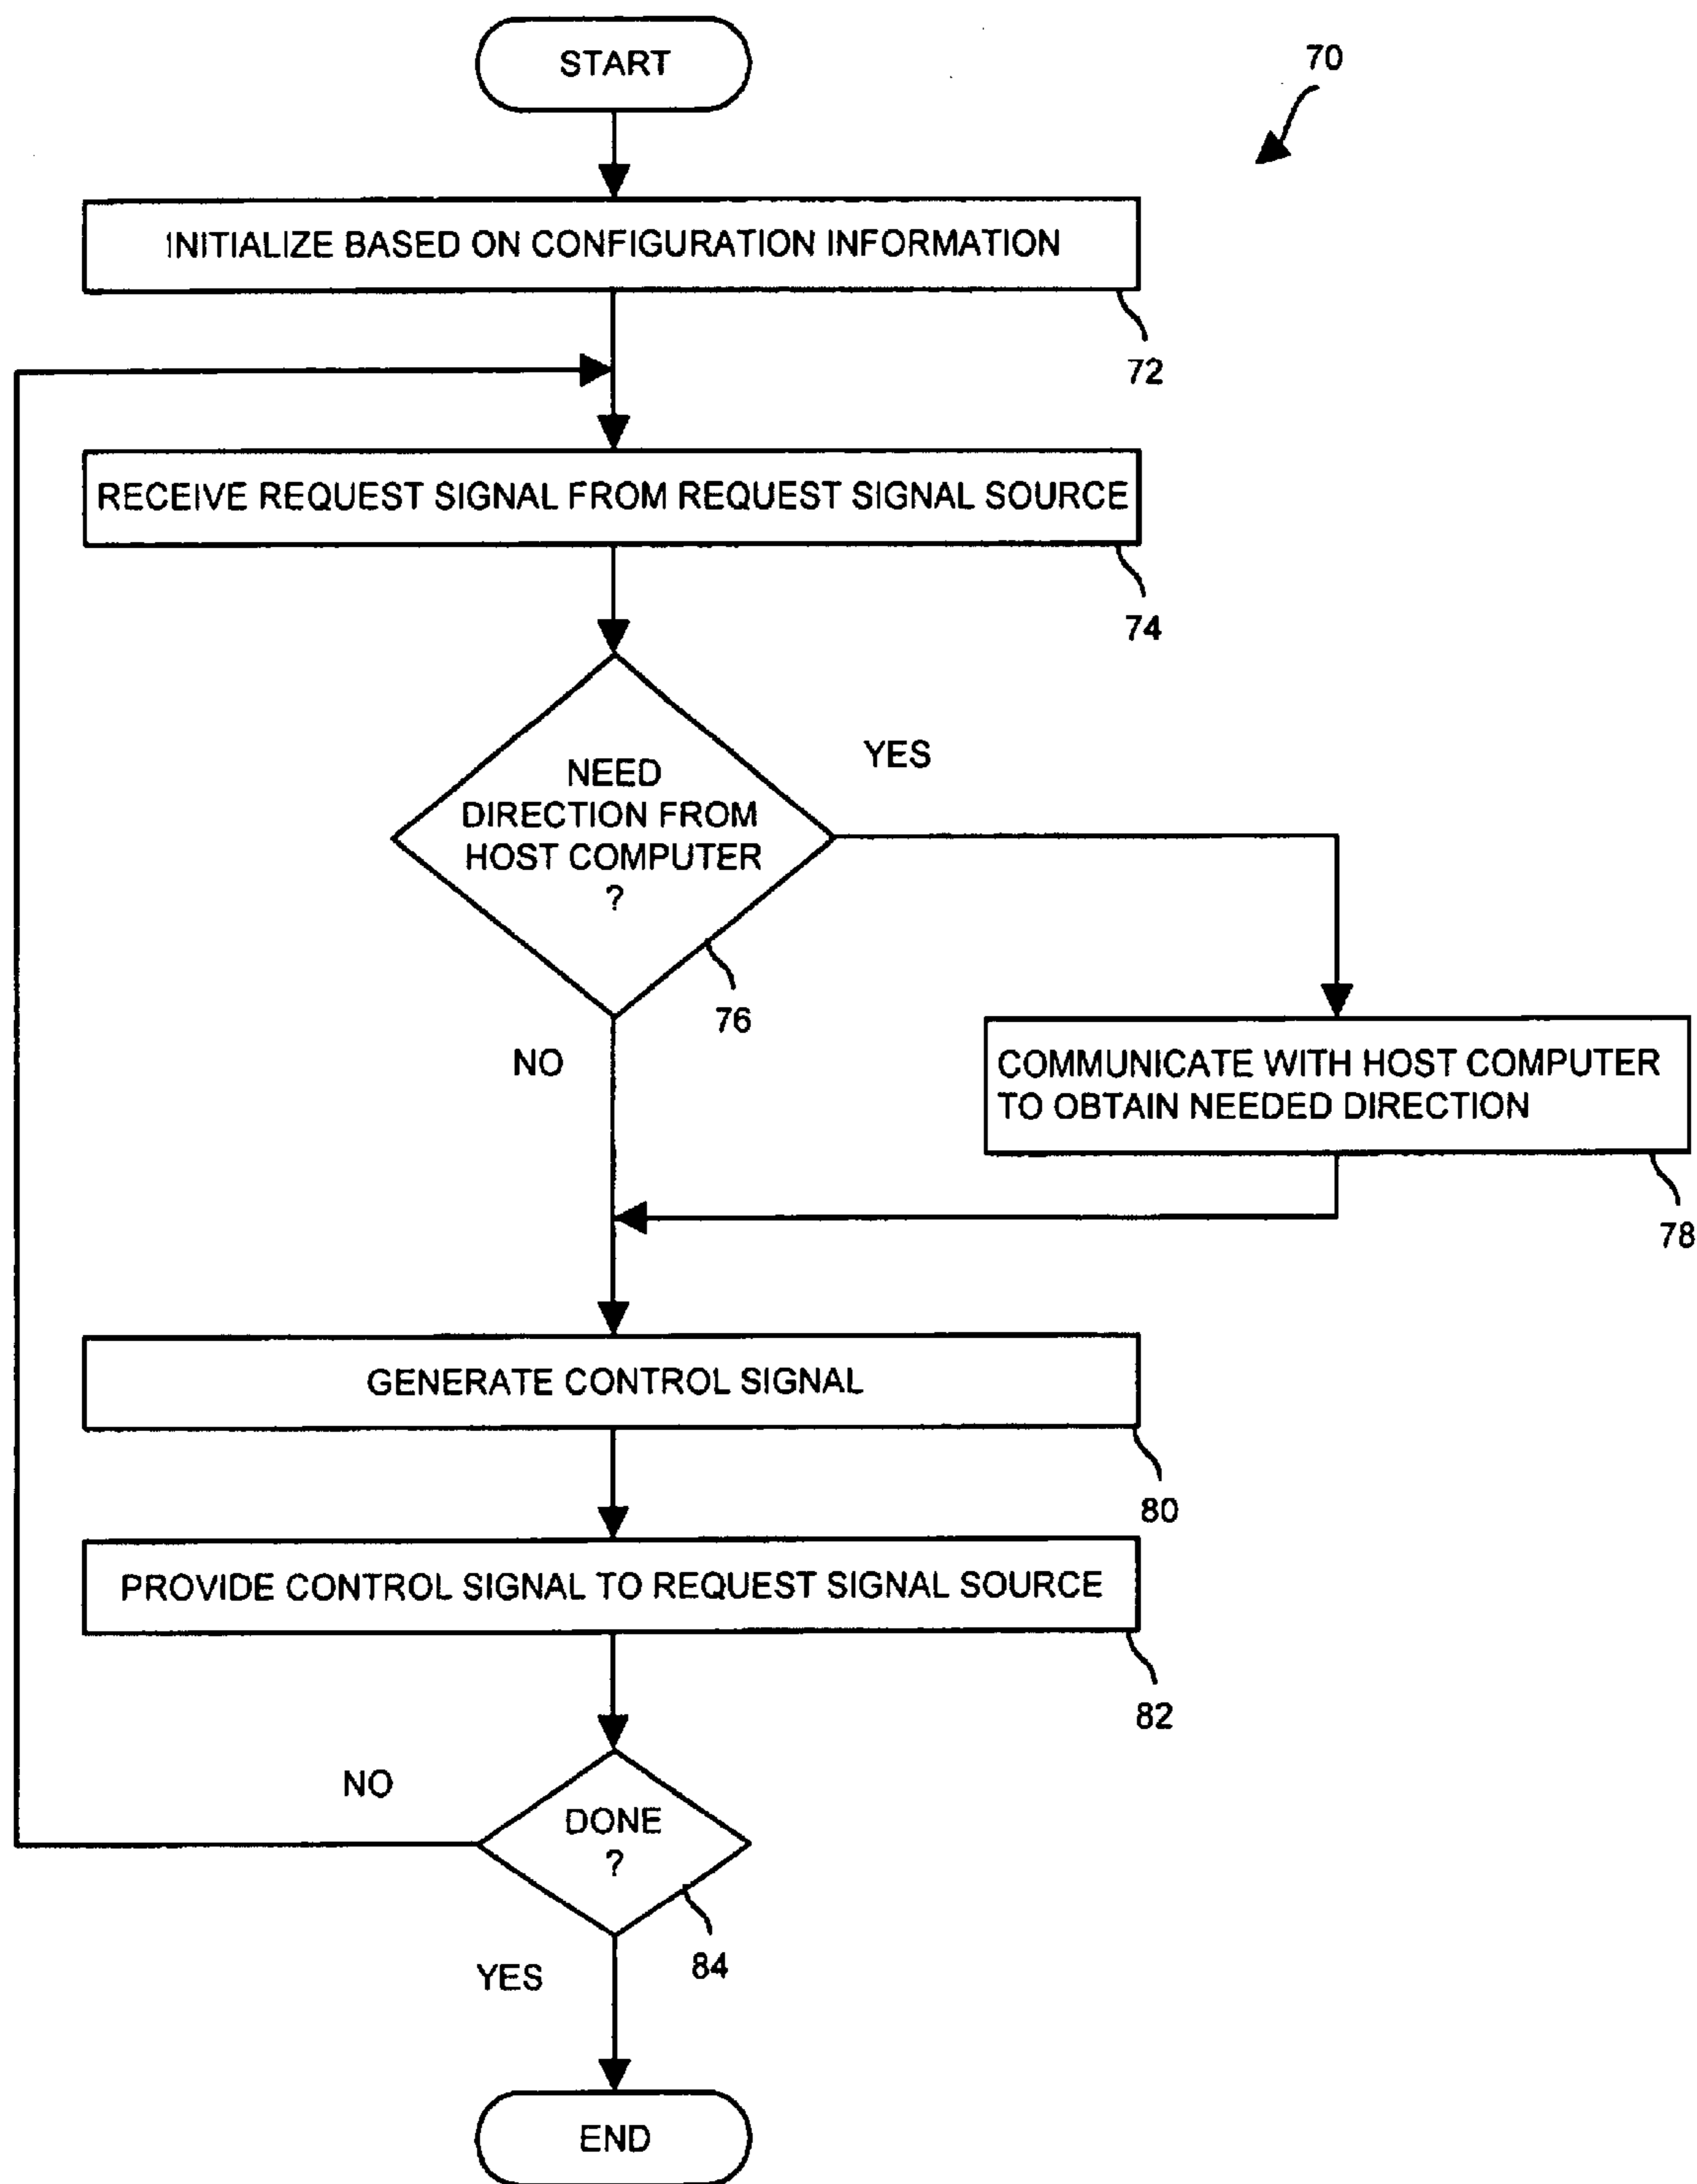 START
70
INITIALIZE BASED ON CONFIGURATION INFORMATION
72
RECEIVE REQUEST SIGNAL FROM REQUEST SIGNAL SOURCE
74
NEED
DIRECTION FROM
HOST COMPUTER
?
YES
76
NO
COMMUNICATE WITH HOST COMPUTER
TO OBTAIN NEEDED DIRECTION
78
GENERATE CONTROL SIGNAL
80
PROVIDE CONTROL SIGNAL TO REQUEST SIGNAL SOURCE
82
NO
DONE
?
84
YES
END